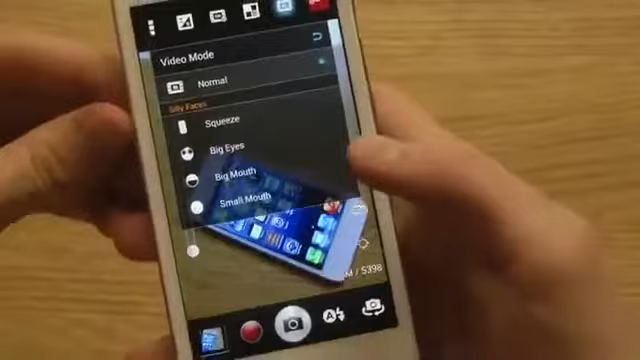 Video Mode
Normal
Silly Faces
Squeeze
Big Eyes
Big Mouth
Small Mouth
M / 5398
A